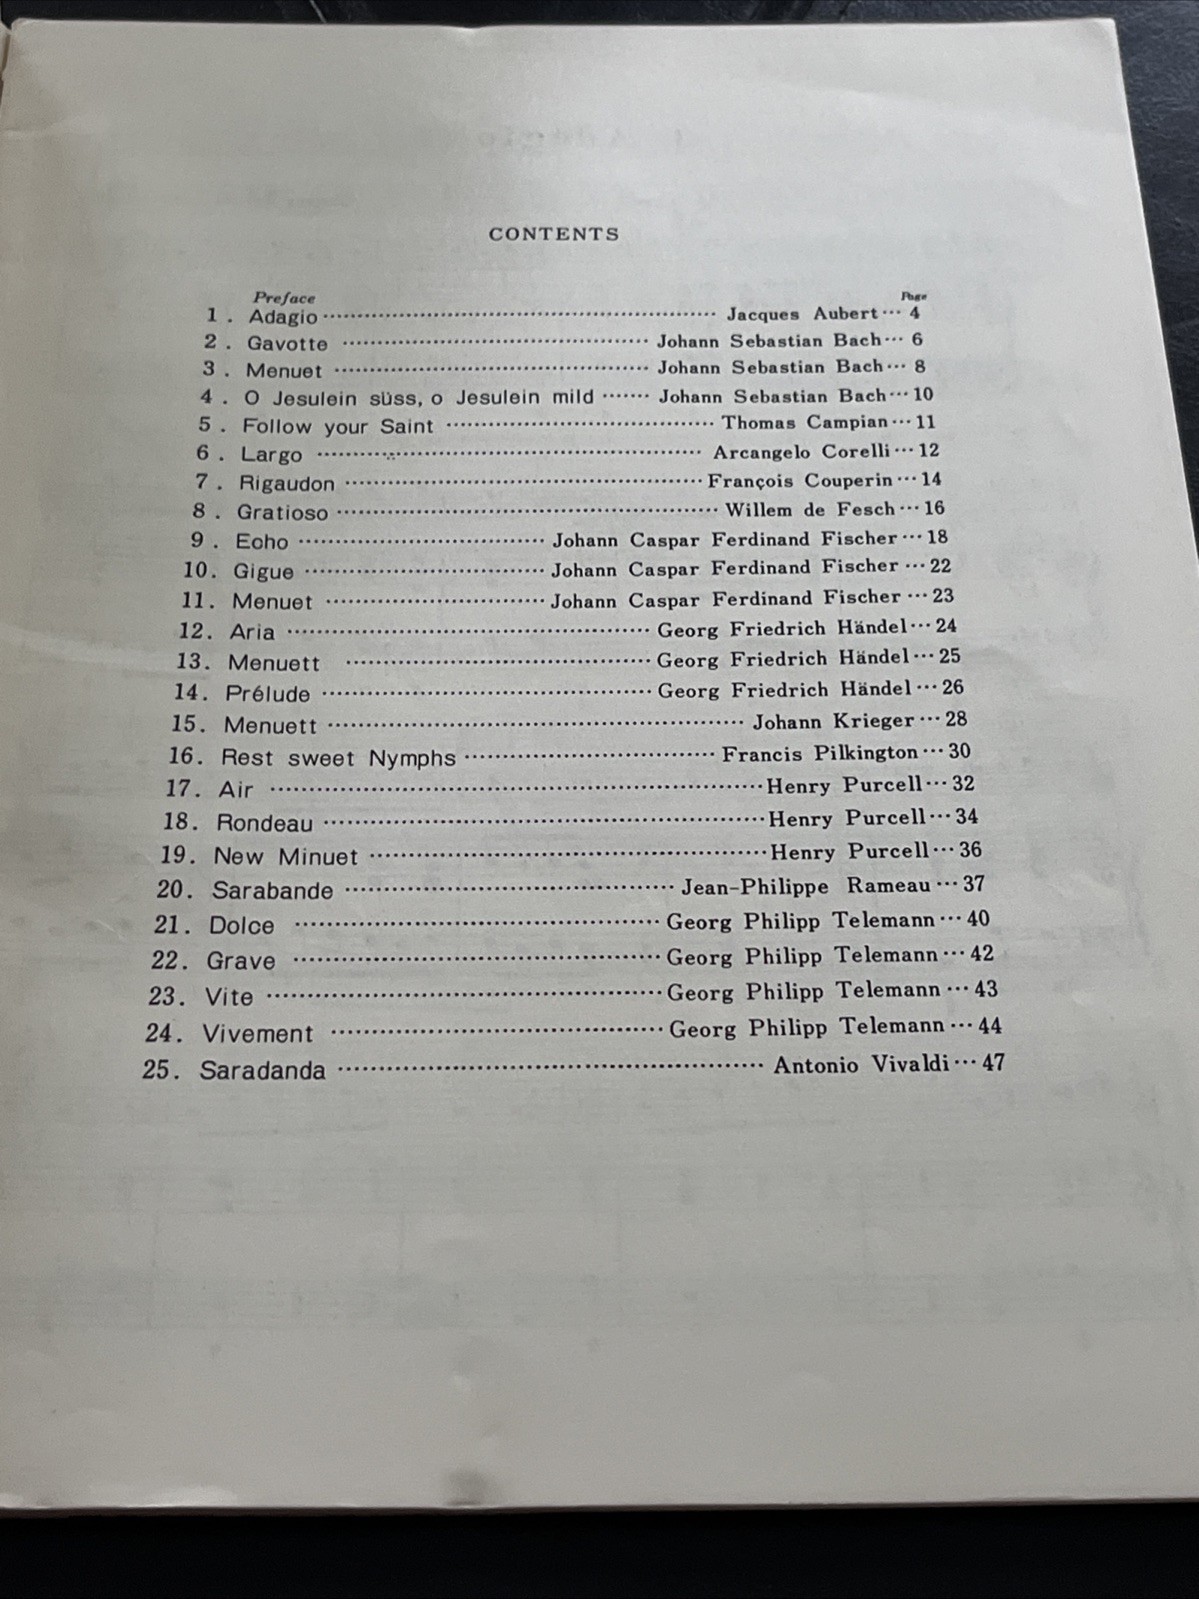 CONTENTS
Preface Page
1. Adagio ················ Jacques Aubert··· 4
2. Gavotte ················ Johann Sebastian Bach··· 6
3. Menuet ················ Johann Sebastian Bach··· 8
4. O Jesulein süss, o Jesulein mild ······· Johann Sebastian Bach··· 10
5. Follow your Saint ················ Thomas Campian··· 11
6. Largo ················ Arcangelo Corelli··· 12
7. Rigaudon ················ François Couperin··· 14
8. Gratioso ················ Willem de Fesch··· 16
9. Echo ················ Johann Caspar Ferdinand Fischer··· 18
10. Gigue ················ Johann Caspar Ferdinand Fischer··· 22
11. Menuet ················ Johann Caspar Ferdinand Fischer··· 23
12. Aria ················ Georg Friedrich Händel··· 24
13. Menuett ················ Georg Friedrich Händel··· 25
14. Prélude ················ Georg Friedrich Händel··· 26
15. Menuett ················ Johann Krieger··· 28
16. Rest sweet Nymphs ················ Francis Pilkington··· 30
17. Air ················ Henry Purcell··· 32
18. Rondeau ················ Henry Purcell··· 34
19. New Minuet ················ Henry Purcell··· 36
20. Sarabande ················ Jean-Philippe Rameau··· 37
21. Dolce ················ Georg Philipp Telemann··· 40
22. Grave ················ Georg Philipp Telemann··· 42
23. Vite ················ Georg Philipp Telemann··· 43
24. Vivement ················ Georg Philipp Telemann··· 44
25. Saradanda ················ Antonio Vivaldi··· 47